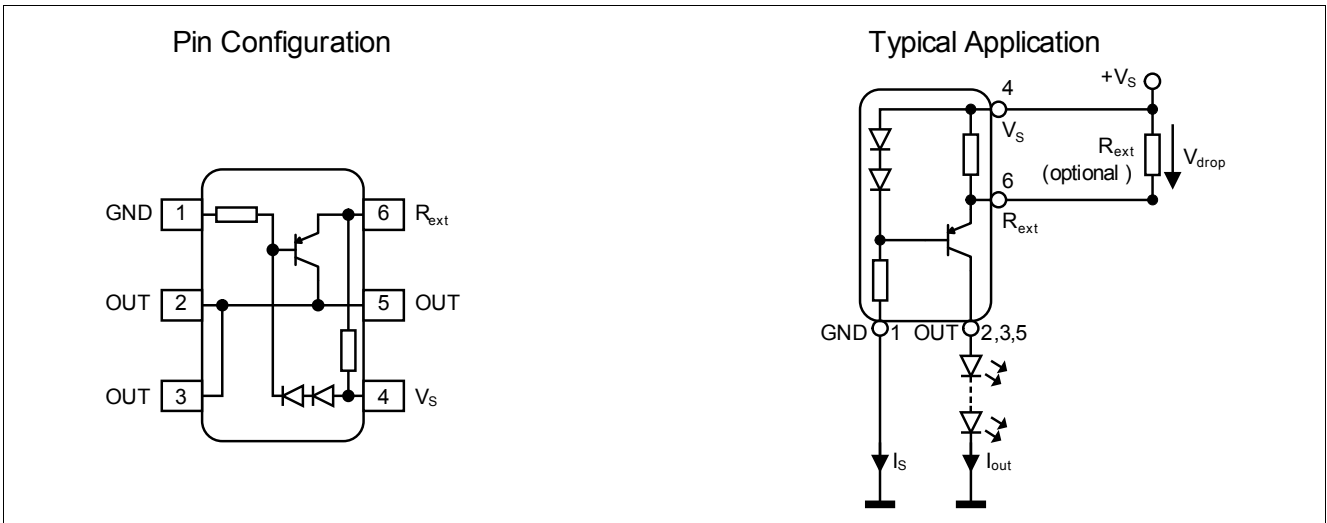 Pin Configuration
GND 1
6 Rext
OUT 2
5 OUT
OUT 3
4 VS
Typical Application
+VS
4
VS
Rext
(optional )
Vdrop
6
Rext
GND 1 OUT 2,3,5
IS
Iout